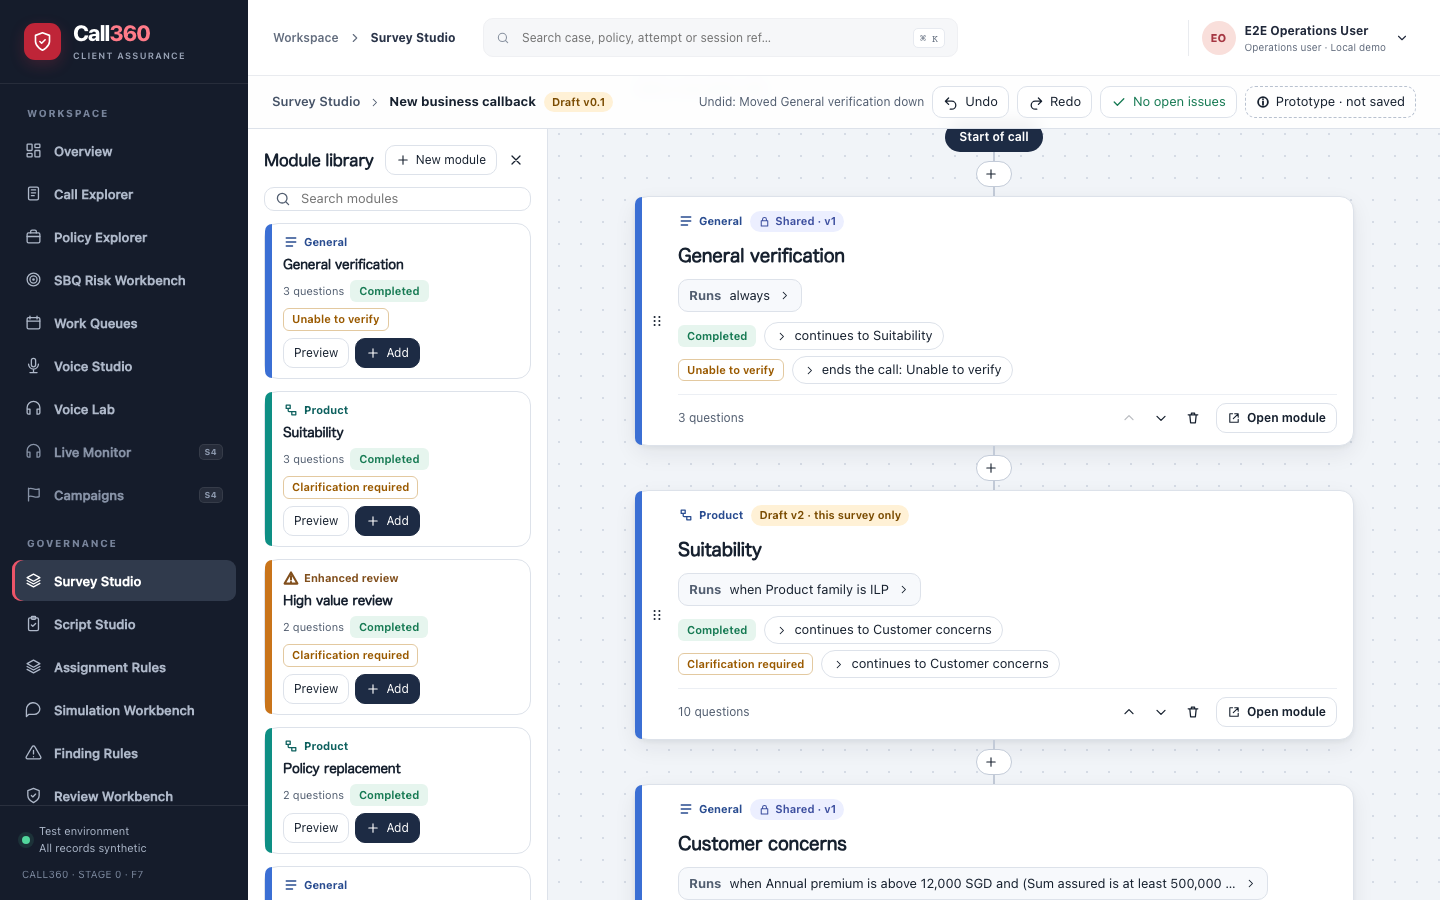 Call360
CLIENT ASSURANCE
WORKSPACE
Overview
Call Explorer
Policy Explorer
SBQ Risk Workbench
Work Queues
Voice Studio
Voice Lab
Live Monitor S4
Campaigns S4
GOVERNANCE
Survey Studio
Script Studio
Assignment Rules
Simulation Workbench
Finding Rules
Review Workbench
Test environment
All records synthetic
CALL360 · STAGE 0 · F7
Workspace > Survey Studio
Search case, policy, attempt or session ref...
⌘ K
EO
E2E Operations User
Operations user · Local demo
Survey Studio > New business callback Draft v0.1
Undid: Moved General verification down
Undo
Redo
No open issues
Prototype · not saved
Module library
New module
Search modules
General
General verification
3 questions Completed
Unable to verify
Preview + Add
Product
Suitability
3 questions Completed
Clarification required
Preview + Add
Enhanced review
High value review
2 questions Completed
Clarification required
Preview + Add
Product
Policy replacement
2 questions Completed
Preview + Add
General
Start of call
General Shared · v1
General verification
Runs always
Completed continues to Suitability
Unable to verify ends the call: Unable to verify
3 questions
Open module
Product Draft v2 · this survey only
Suitability
Runs when Product family is ILP
Completed continues to Customer concerns
Clarification required continues to Customer concerns
10 questions
Open module
General Shared · v1
Customer concerns
Runs when Annual premium is above 12,000 SGD and (Sum assured is at least 500,000 ...